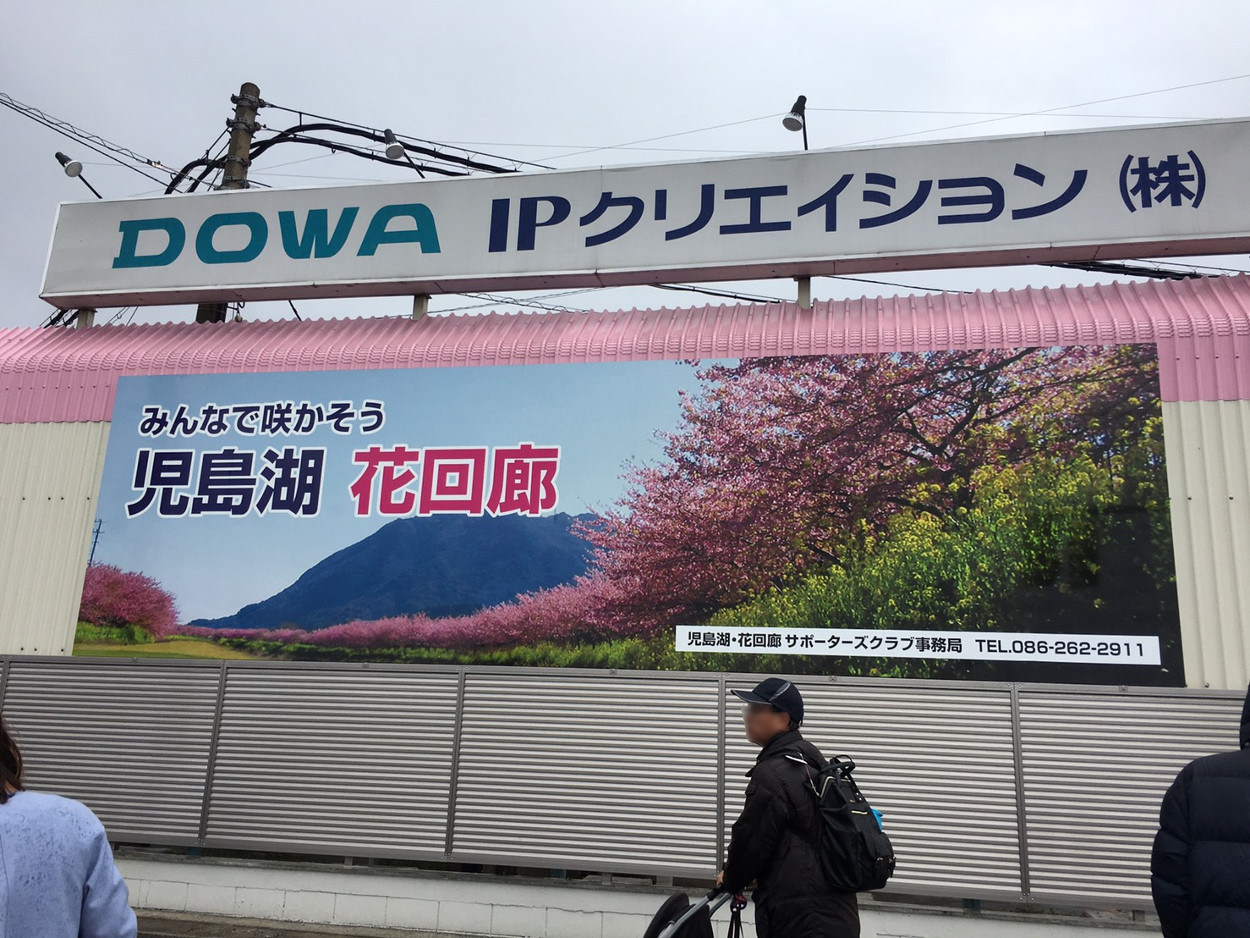 DOWA IPクリエイション(株)
みんなで咲かそう
児島湖 花回廊
児島湖・花回廊 サポーターズクラブ事務局 TEL.086-262-2911